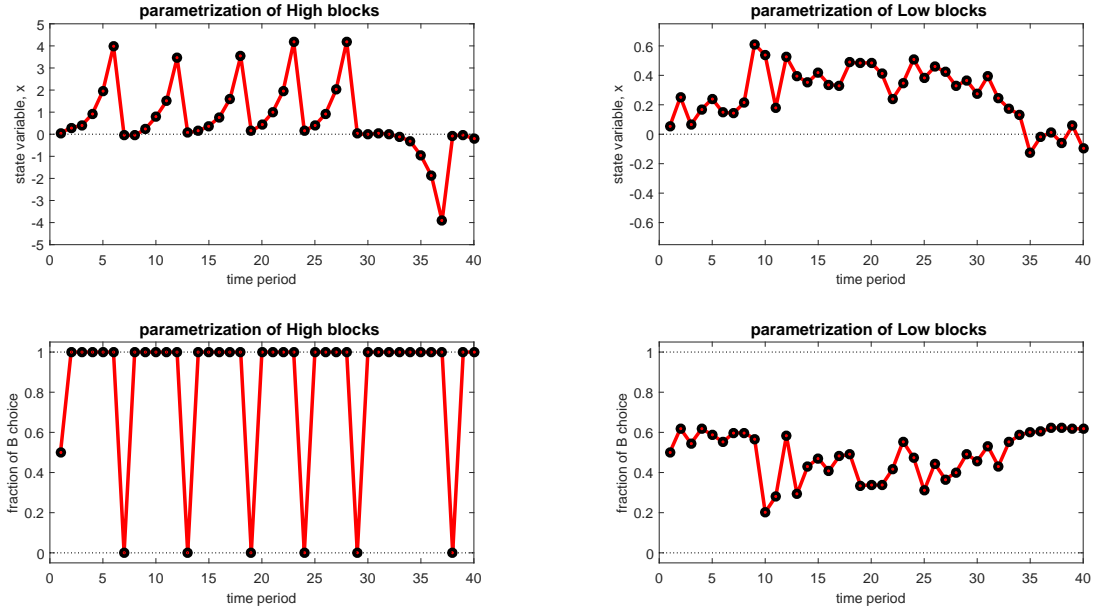 parametrization of High blocks
5
4
3
2
1
0
-1
-2
-3
-4
-5
state variable, x
0 5 10 15 20 25 30 35 40
time period
parametrization of Low blocks
0.6
0.4
0.2
0
-0.2
-0.4
-0.6
state variable, x
0 5 10 15 20 25 30 35 40
time period
parametrization of High blocks
1
0.8
0.6
0.4
0.2
0
fraction of B choice
0 5 10 15 20 25 30 35 40
time period
parametrization of Low blocks
1
0.8
0.6
0.4
0.2
0
fraction of B choice
0 5 10 15 20 25 30 35 40
time period